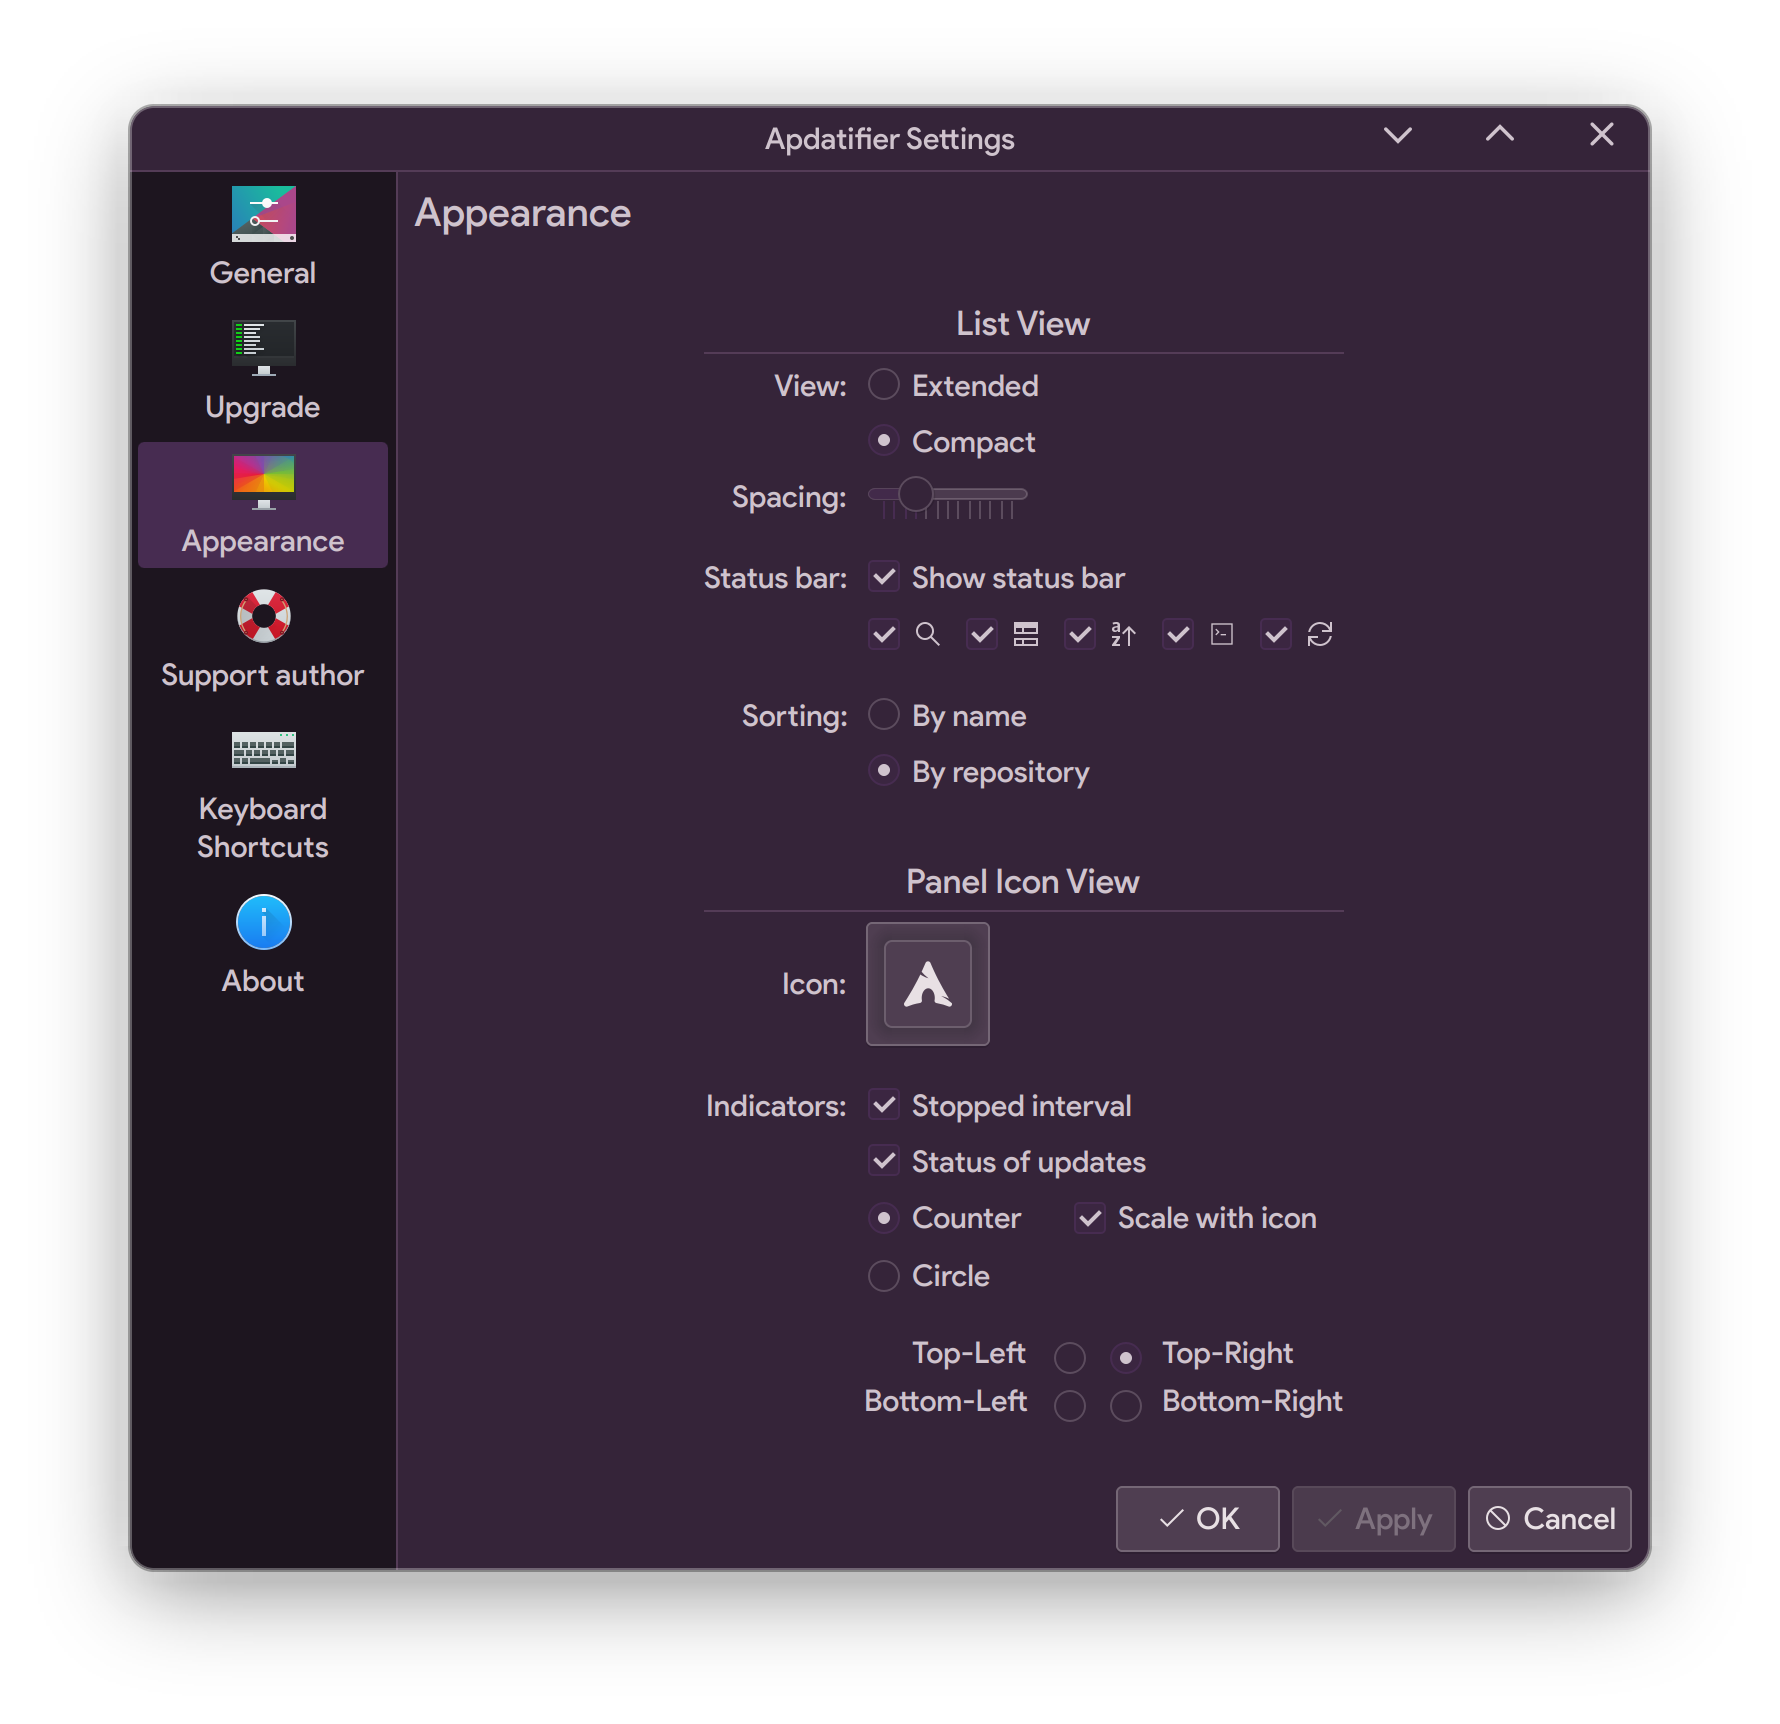 Apdatifier Settings
General
Upgrade
Appearance
Support author
Keyboard
Shortcuts
About
Appearance
List View
View: Extended
Compact
Spacing:
Status bar: Show status bar
Sorting: By name
By repository
Panel Icon View
Icon:
Indicators: Stopped interval
Status of updates
Counter Scale with icon
Circle
Top-Left Top-Right
Bottom-Left Bottom-Right
OK Apply Cancel